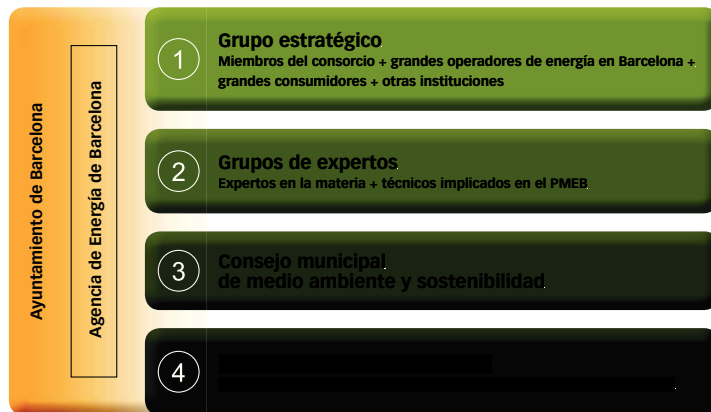 Ayuntamiento de Barcelona
Agencia de Energía de Barcelona
1
Grupo estratégico
Miembros del consorcio + grandes operadores de energía en Barcelona +
grandes consumidores + otras instituciones
2
Grupos de expertos
Expertos en la materia + técnicos implicados en el PMEB
3
Consejo municipal
de medio ambiente y sostenibilidad
4